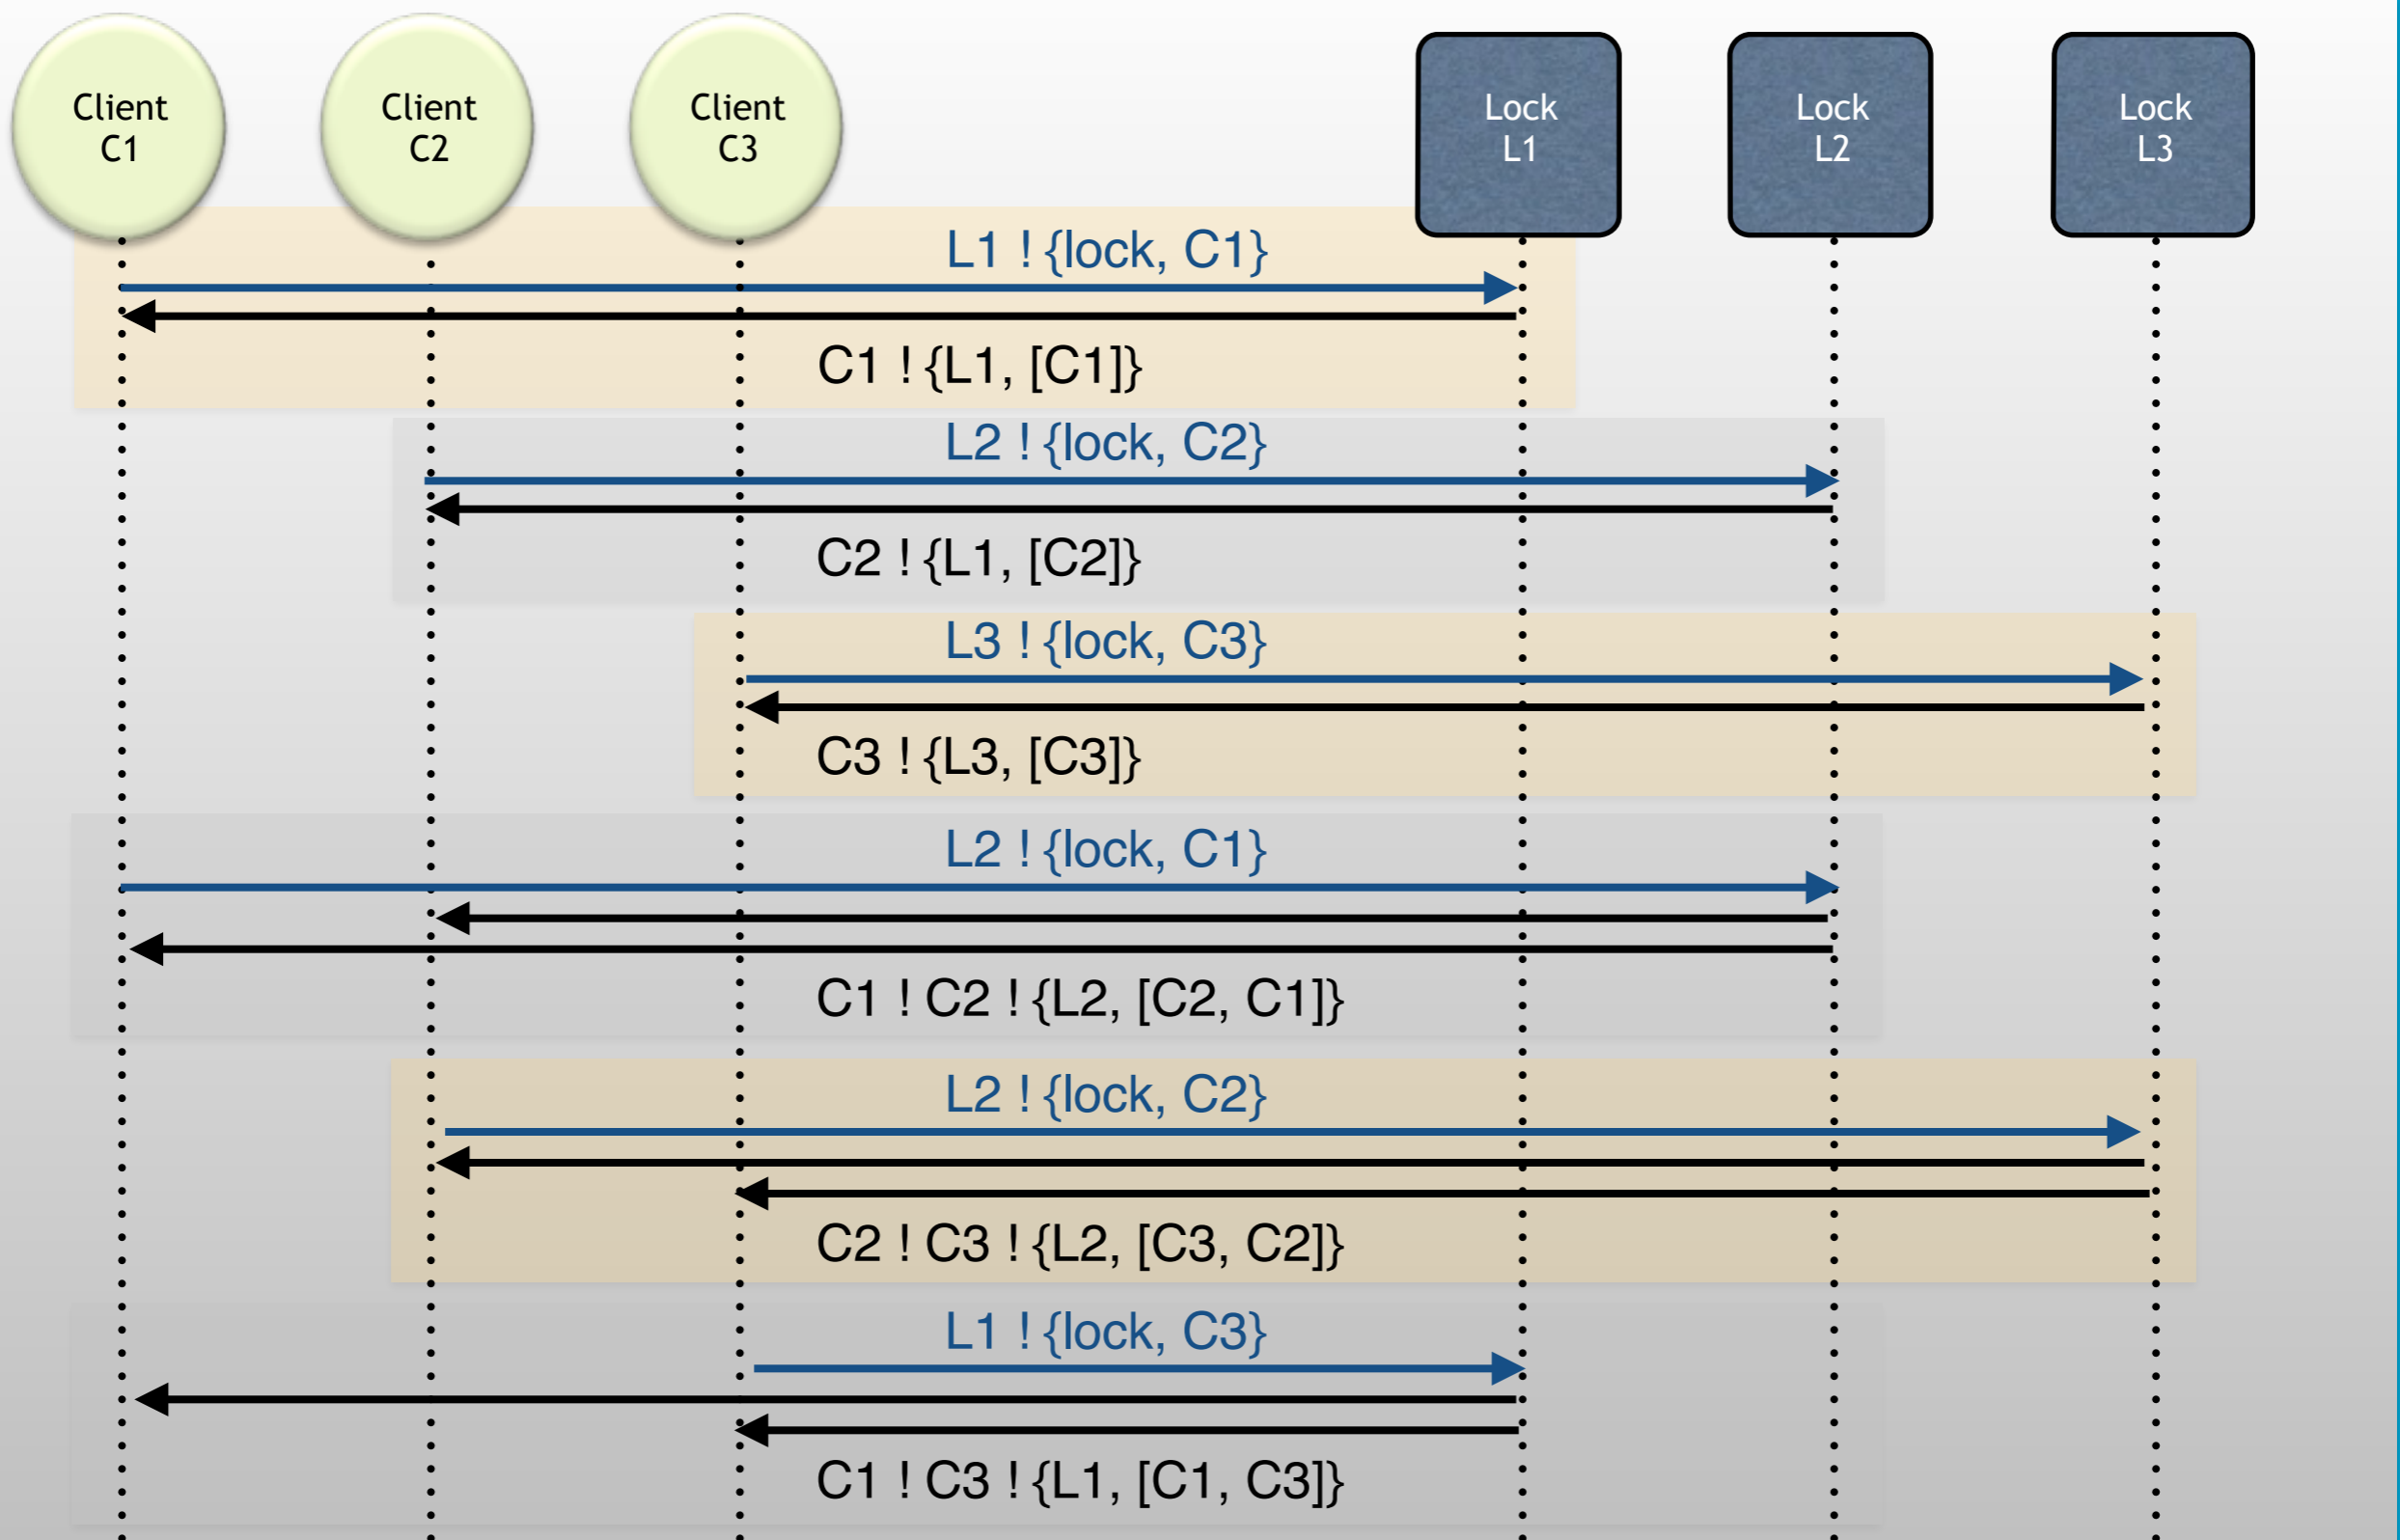 Client
C1
Client
C2
Client
C3
Lock
L1
Lock
L2
Lock
L3
L1 ! {lock, C1}
C1 ! {L1, [C1]}
L2 ! {lock, C2}
C2 ! {L1, [C2]}
L3 ! {lock, C3}
C3 ! {L3, [C3]}
L2 ! {lock, C1}
C1 ! C2 ! {L2, [C2, C1]}
L2 ! {lock, C2}
C2 ! C3 ! {L2, [C3, C2]}
L1 ! {lock, C3}
C1 ! C3 ! {L1, [C1, C3]}